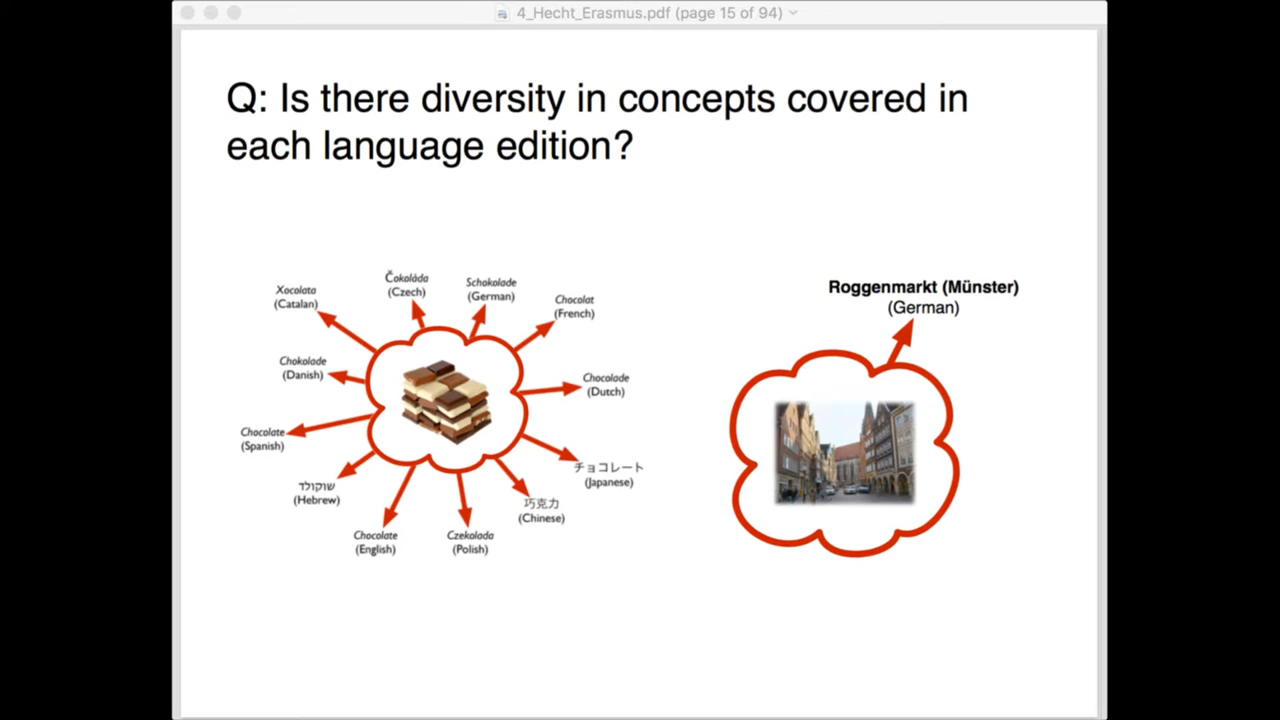 4_Hecht_Erasmus.pdf (page 15 of 94)
Q: Is there diversity in concepts covered in
each language edition?
Xocolata
(Catalan)
Čokoláda
(Czech)
Schokolade
(German)
Chocolat
(French)
Chokolade
(Danish)
Chocolade
(Dutch)
Chocolate
(Spanish)
チョコレート
(Japanese)
שוקולד
(Hebrew)
巧克力
(Chinese)
Chocolate
(English)
Czekolada
(Polish)
Roggenmarkt (Münster)
(German)